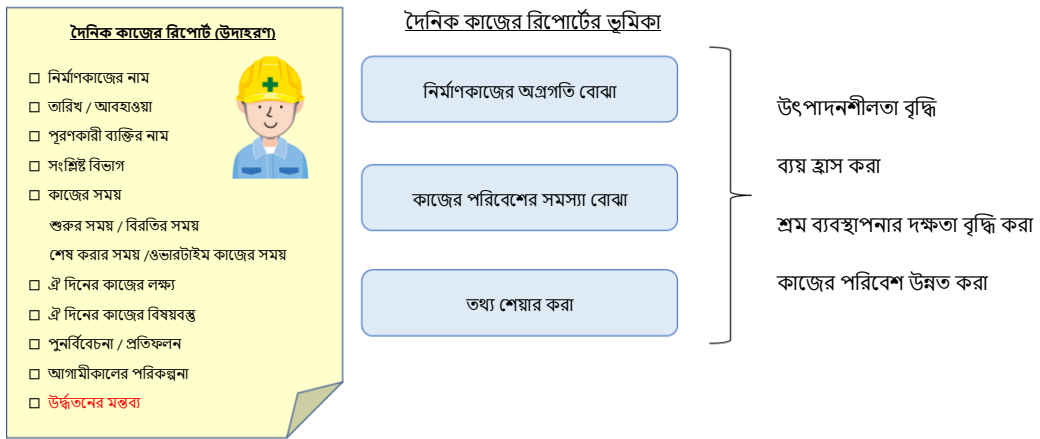 দৈনিক কাজের রিপোর্ট (উদাহরণ)
□ নির্মাণকাজের নাম
□ তারিখ / আবহাওয়া
□ পূরণকারী ব্যক্তির নাম
□ সংশ্লিষ্ট বিভাগ
□ কাজের সময়
শুরুর সময় / বিরতির সময়
শেষ করার সময় /ওভারটাইম কাজের সময়
□ ঐ দিনের কাজের লক্ষ্য
□ ঐ দিনের কাজের বিষয়বস্তু
□ পুনর্বিবেচনা / প্রতিফলন
□ আগামীকালের পরিকল্পনা
□ উর্দ্ধতনের মন্তব্য
দৈনিক কাজের রিপোর্টের ভূমিকা
নির্মাণকাজের অগ্রগতি বোঝা
কাজের পরিবেশের সমস্যা বোঝা
তথ্য শেয়ার করা
উৎপাদনশীলতা বৃদ্ধি
ব্যয় হ্রাস করা
শ্রম ব্যবস্থাপনার দক্ষতা বৃদ্ধি করা
কাজের পরিবেশ উন্নত করা